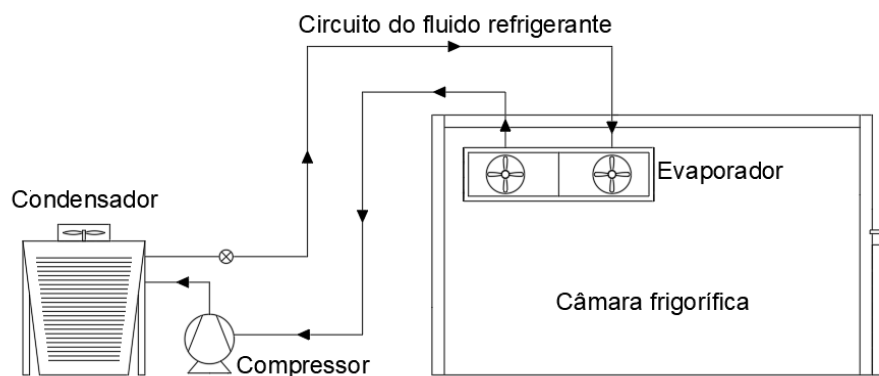 Circuito do fluido refrigerante
Evaporador
Condensador
Câmara frigorífica
Compressor